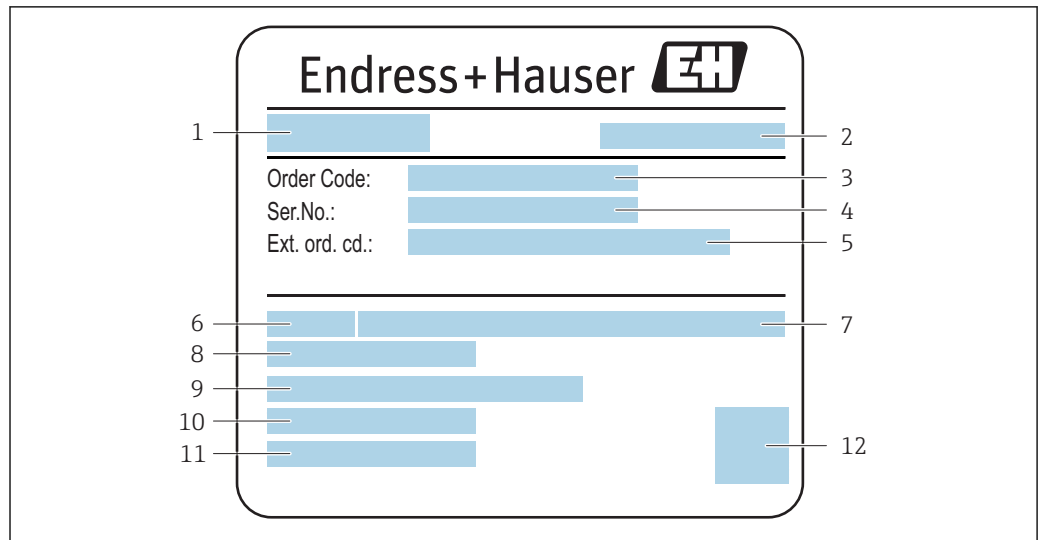 Endress+Hauser EH
1 2
Order Code: 3
Ser.No.: 4
Ext. ord. cd.: 5
6 7
8
9
10
11 12